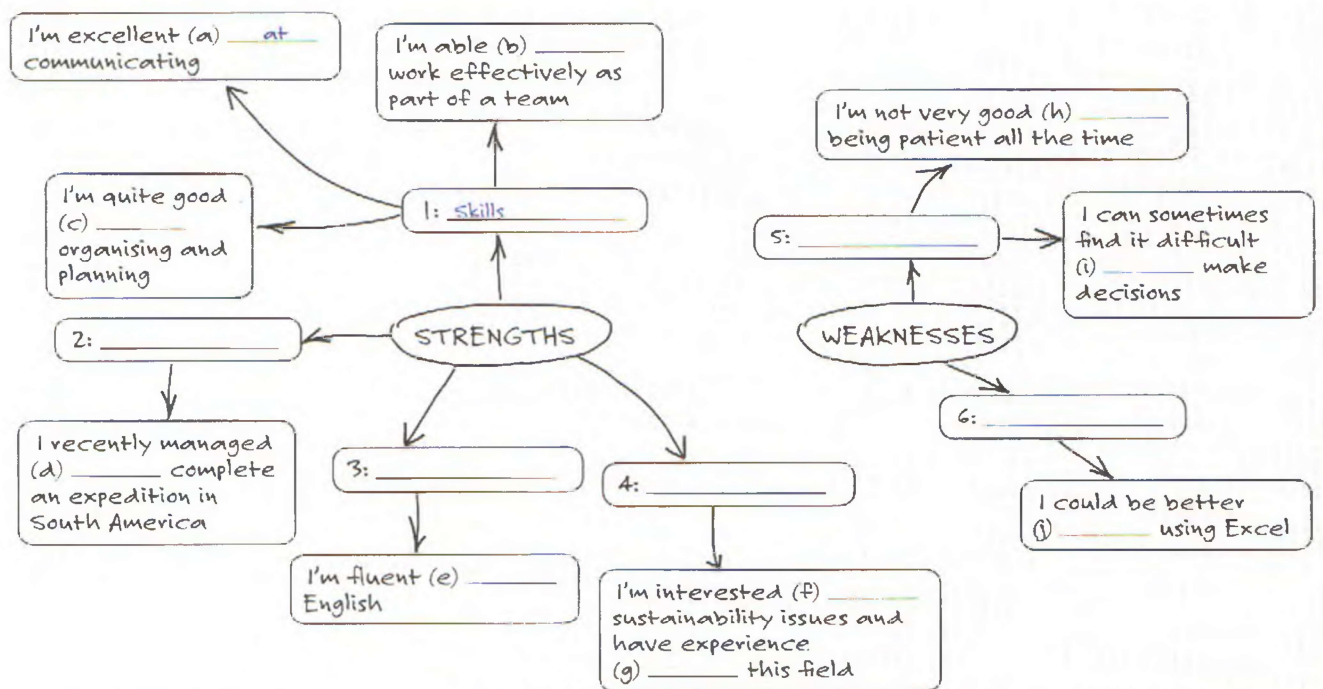 I'm excellent (a) at
communicating
I'm able (b) ______
work effectively as
part of a team
I'm quite good
(c) ______
organising and
planning
1: Skills
2: ______
STRENGTHS
I recently managed
(d) ______ complete
an expedition in
South America
3: ______
I'm fluent (e) ______
English
4: ______
I'm interested (f) ______
sustainability issues and
have experience
(g) ______ this field
I'm not very good (h) ______
being patient all the time
5: ______
I can sometimes
find it difficult
(i) ______ make
decisions
WEAKNESSES
6: ______
I could be better
(j) ______ using Excel